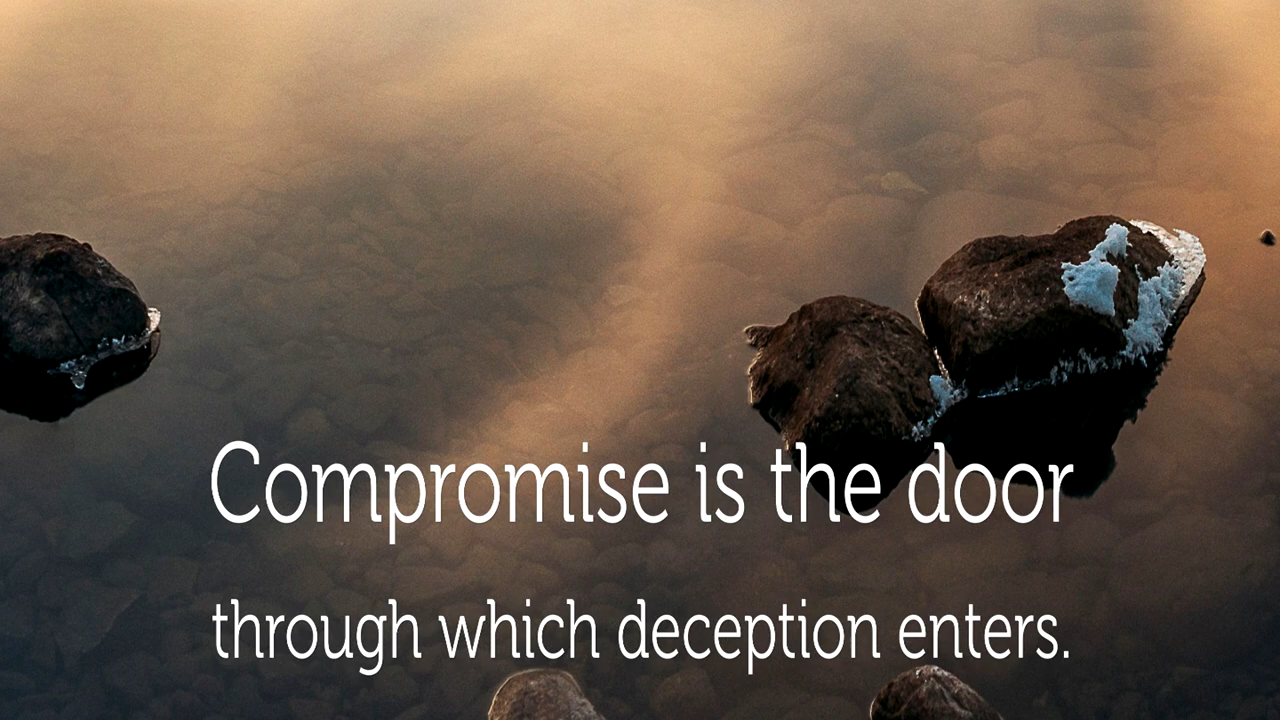 Compromise is the door
through which deception enters.